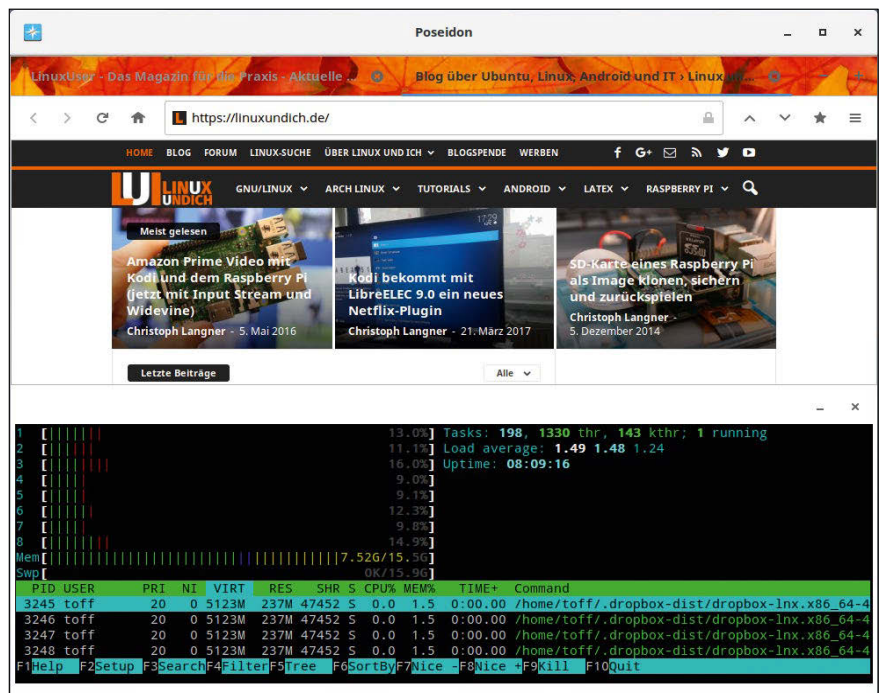 Poseidon
LinuxUser - Das Magazin für die Praxis - Aktuelle ...
Blog über Ubuntu, Linux, Android und IT › Linux
https://linuxundich.de/
HOME BLOG FORUM LINUX-SUCHE ÜBER LINUX UND ICH BLOGSPENDE WERBEN
LINUX
UNDICH
GNU/LINUX ARCH LINUX TUTORIALS ANDROID LATEX RASPBERRY PI
Meist gelesen
Amazon Prime Video mit
Kodi und dem Raspberry Pi
(jetzt mit Input Stream und
Widevine)
Christoph Langner - 5. Mai 2016
17:29
Kodi bekommt mit
LibreELEC 9.0 ein neues
Netflix-Plugin
Christoph Langner - 21. März 2017
SD-Karte eines Raspberry Pi
als Image klonen, sichern
und zurückspielen
Christoph Langner -
5. Dezember 2014
Letzte Beiträge
Alle
1 [||||||| 13.0%] Tasks: 198, 1330 thr, 143 kthr; 1 running
2 [|||||| 11.1%] Load average: 1.49 1.48 1.24
3 [|||||||| 16.0%] Uptime: 08:09:16
4 [||||| 9.0%]
5 [||||| 9.1%]
6 [|||||| 12.3%]
7 [||||| 9.8%]
8 [|||||||| 14.9%]
Mem[||||||||||||||||||||||||||||||||||||||7.52G/15.5G]
Swp[ 0K/15.9G]
PID USER PRI NI VIRT RES SHR S CPU% MEM% TIME+ Command
3245 toff 20 0 5123M 237M 47452 S 0.0 1.5 0:00.00 /home/toff/.dropbox-dist/dropbox-lnx.x86_64-4
3246 toff 20 0 5123M 237M 47452 S 0.0 1.5 0:00.00 /home/toff/.dropbox-dist/dropbox-lnx.x86_64-4
3247 toff 20 0 5123M 237M 47452 S 0.0 1.5 0:00.00 /home/toff/.dropbox-dist/dropbox-lnx.x86_64-4
3248 toff 20 0 5123M 237M 47452 S 0.0 1.5 0:00.00 /home/toff/.dropbox-dist/dropbox-lnx.x86_64-4
F1Help F2Setup F3SearchF4FilterF5Tree F6SortByF7Nice -F8Nice +F9Kill F10Quit